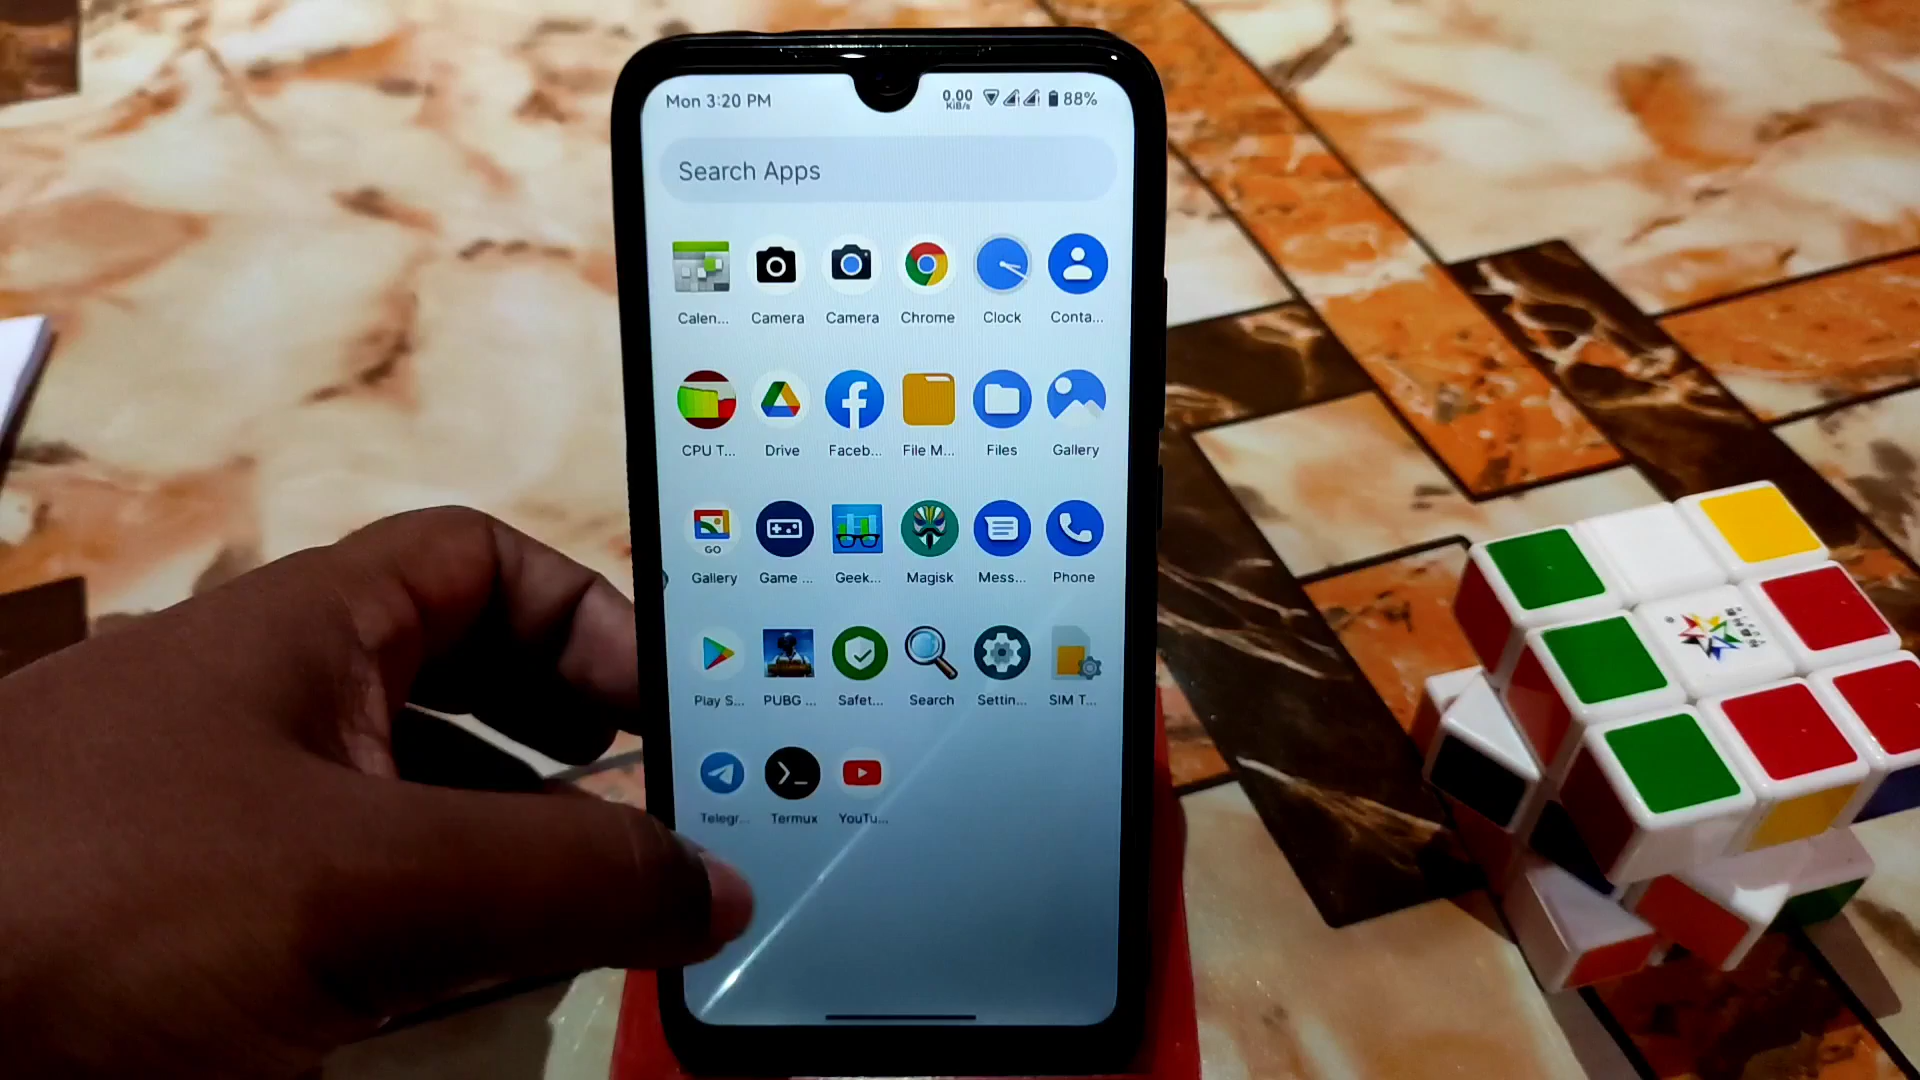 Mon 3:20 PM 0.00 KiB/s 88%
Search Apps
Calen... Camera Camera Chrome Clock Conta...
CPU T... Drive Faceb... File M... Files Gallery
GO
Gallery Game ... Geek... Magisk Mess... Phone
Play S... PUBG ... Safet... Search Settin... SIM T...
Telegr... Termux YouTu...